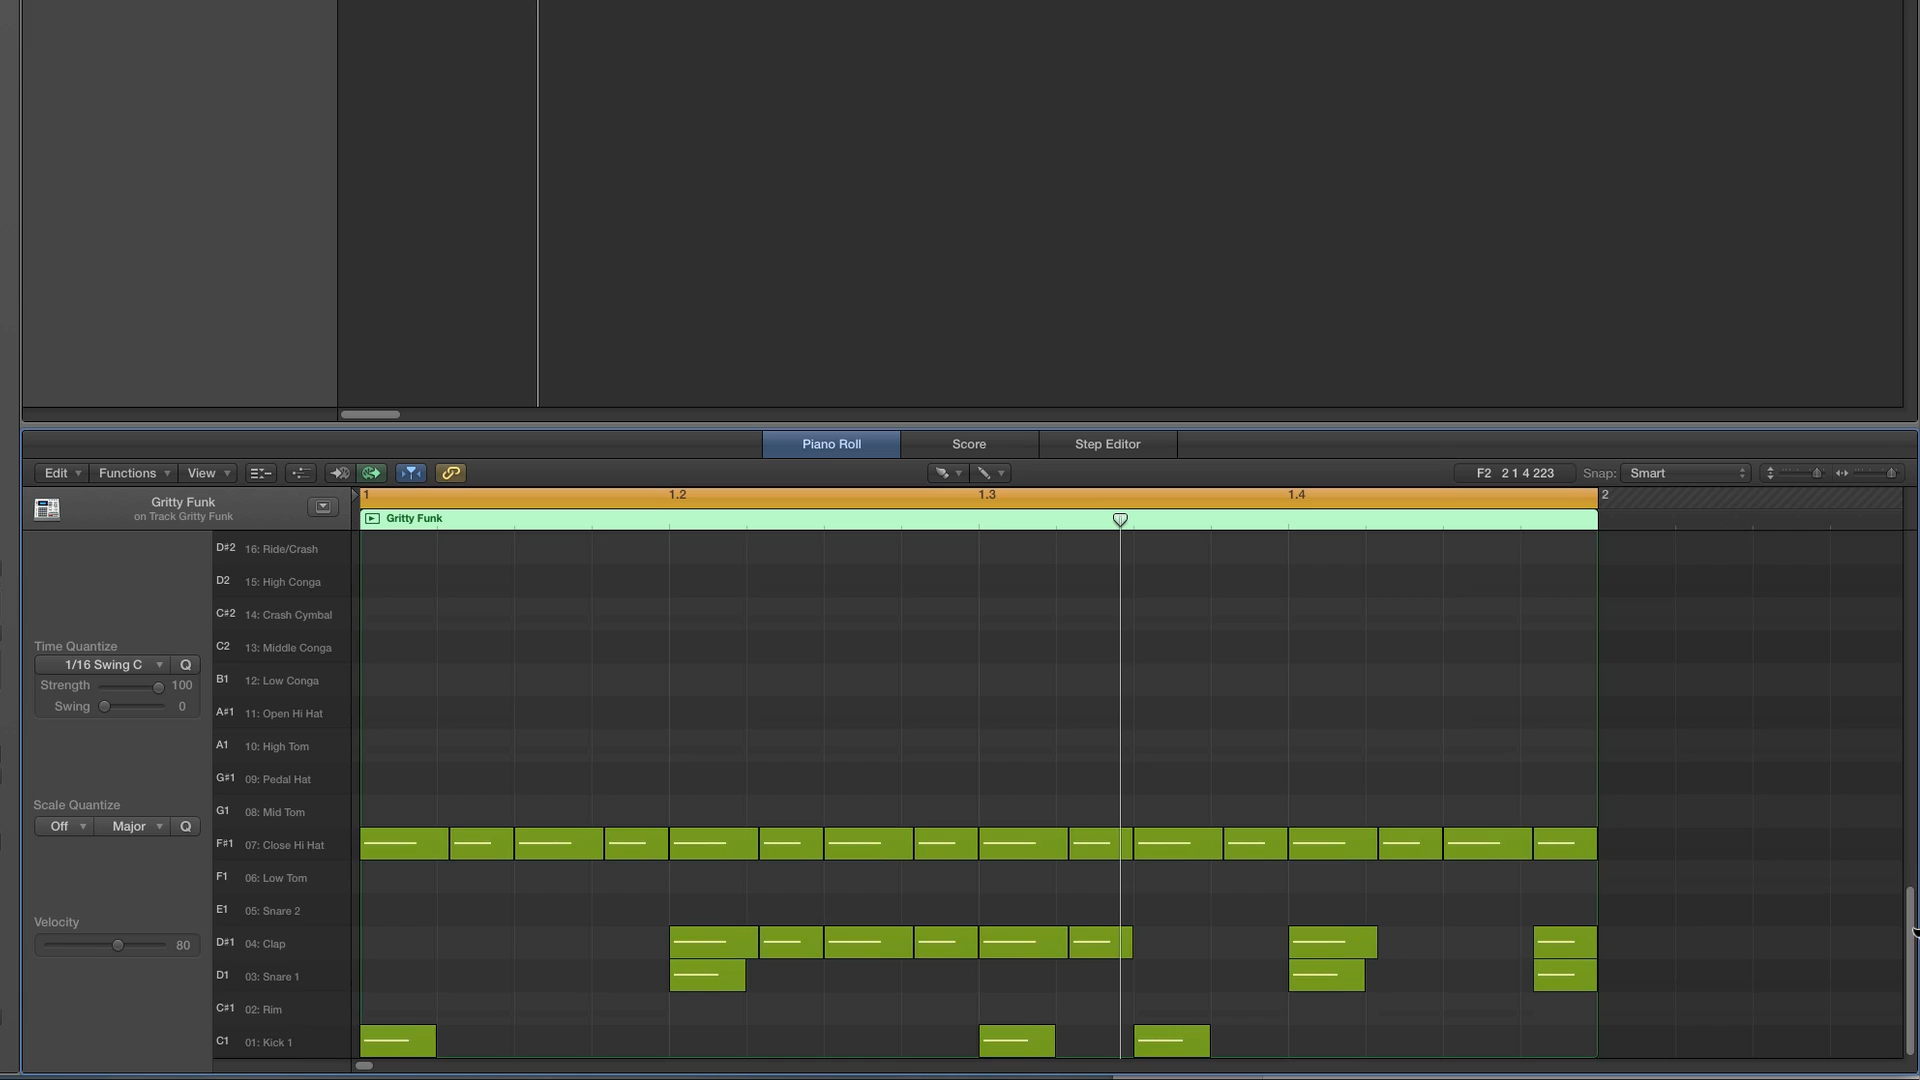 Piano Roll Score Step Editor
Edit Functions View F2 2 1 4 223 Snap: Smart
1 1.2 1.3 1.4 2
Gritty Funk
on Track Gritty Funk
Gritty Funk
D#2 16: Ride/Crash
D2 15: High Conga
C#2 14: Crash Cymbal
C2 13: Middle Conga
B1 12: Low Conga
A#1 11: Open Hi Hat
A1 10: High Tom
G#1 09: Pedal Hat
G1 08: Mid Tom
F#1 07: Close Hi Hat
F1 06: Low Tom
E1 05: Snare 2
D#1 04: Clap
D1 03: Snare 1
C#1 02: Rim
C1 01: Kick 1
Time Quantize
1/16 Swing C Q
Strength 100
Swing 0
Scale Quantize
Off Major Q
Velocity
80